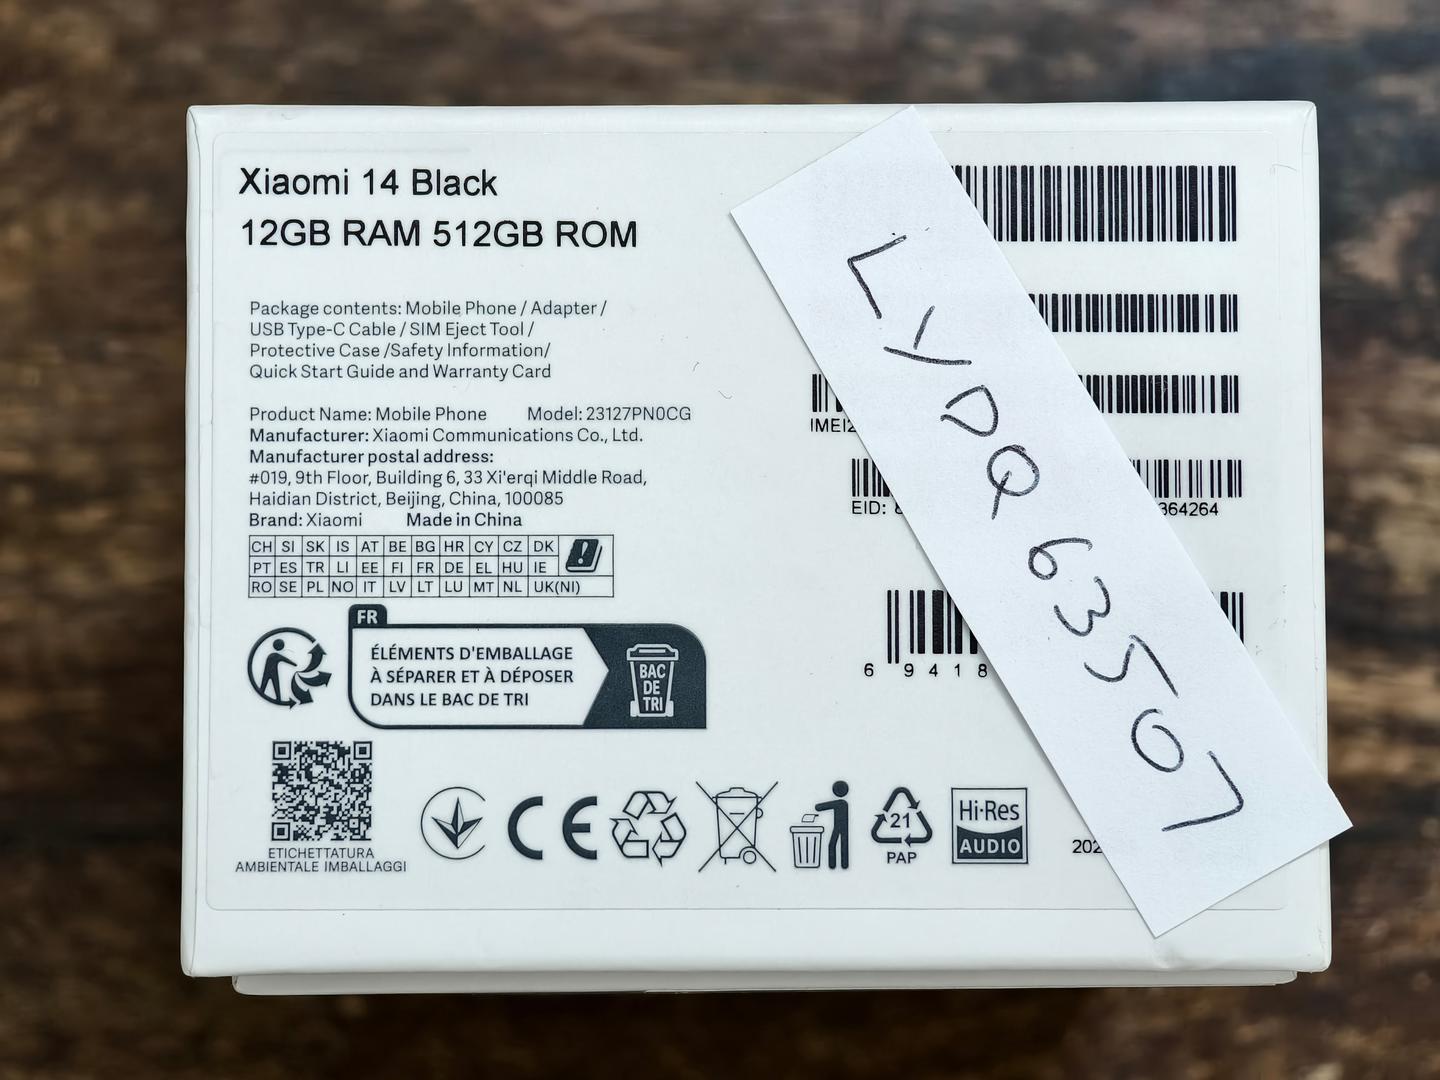 Xiaomi 14 Black
12GB RAM 512GB ROM
Package contents: Mobile Phone / Adapter /
USB Type-C Cable / SIM Eject Tool /
Protective Case /Safety Information/
Quick Start Guide and Warranty Card
Product Name: Mobile Phone Model: 23127PN0CG
Manufacturer: Xiaomi Communications Co., Ltd.
Manufacturer postal address:
#019, 9th Floor, Building 6, 33 Xi'erqi Middle Road,
Haidian District, Beijing, China, 100085
Brand: Xiaomi Made in China
CH SI SK IS AT BE BG HR CY CZ DK
PT ES TR LI EE FI FR DE EL HU IE
RO SE PL NO IT LV LT LU MT NL UK(NI)
FR
ÉLÉMENTS D'EMBALLAGE
À SÉPARER ET À DÉPOSER
DANS LE BAC DE TRI
BAC
DE
TRI
ETICHETTATURA
AMBIENTALE IMBALLAGGI
CE
21
PAP
Hi-Res
AUDIO
IMEI2
EID: 864264
6 9418
202
[YDQ6350]